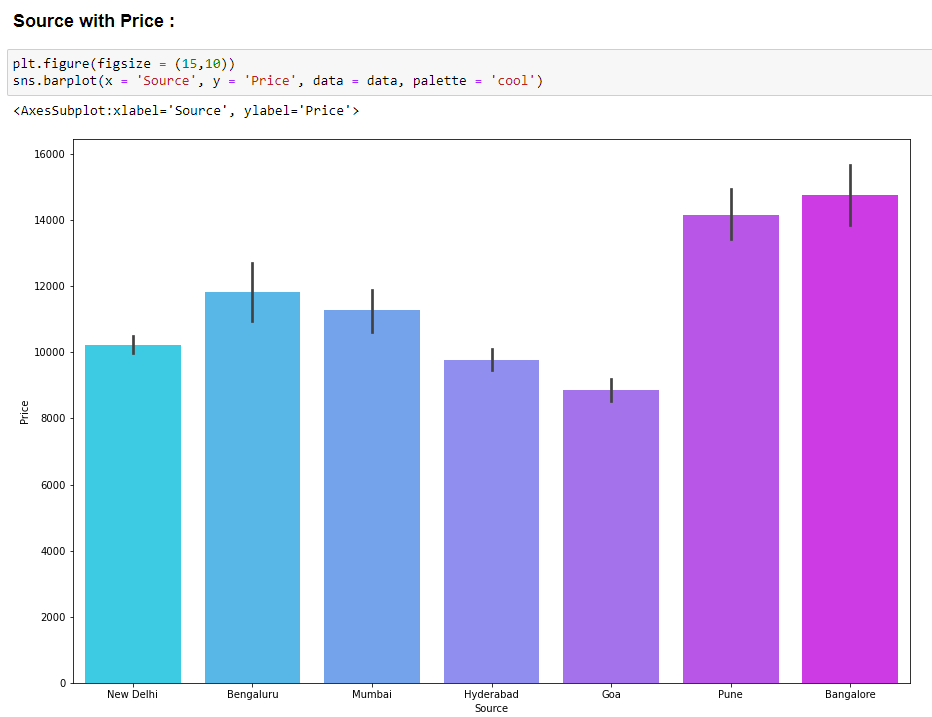 Source with Price :
plt.figure(figsize = (15,10))
sns.barplot(x = 'Source', y = 'Price', data = data, palette = 'cool')
<AxesSubplot:xlabel='Source', ylabel='Price'>
16000
14000
12000
10000
8000
6000
4000
2000
0
Price
New Delhi Bengaluru Mumbai Hyderabad Goa Pune Bangalore
Source